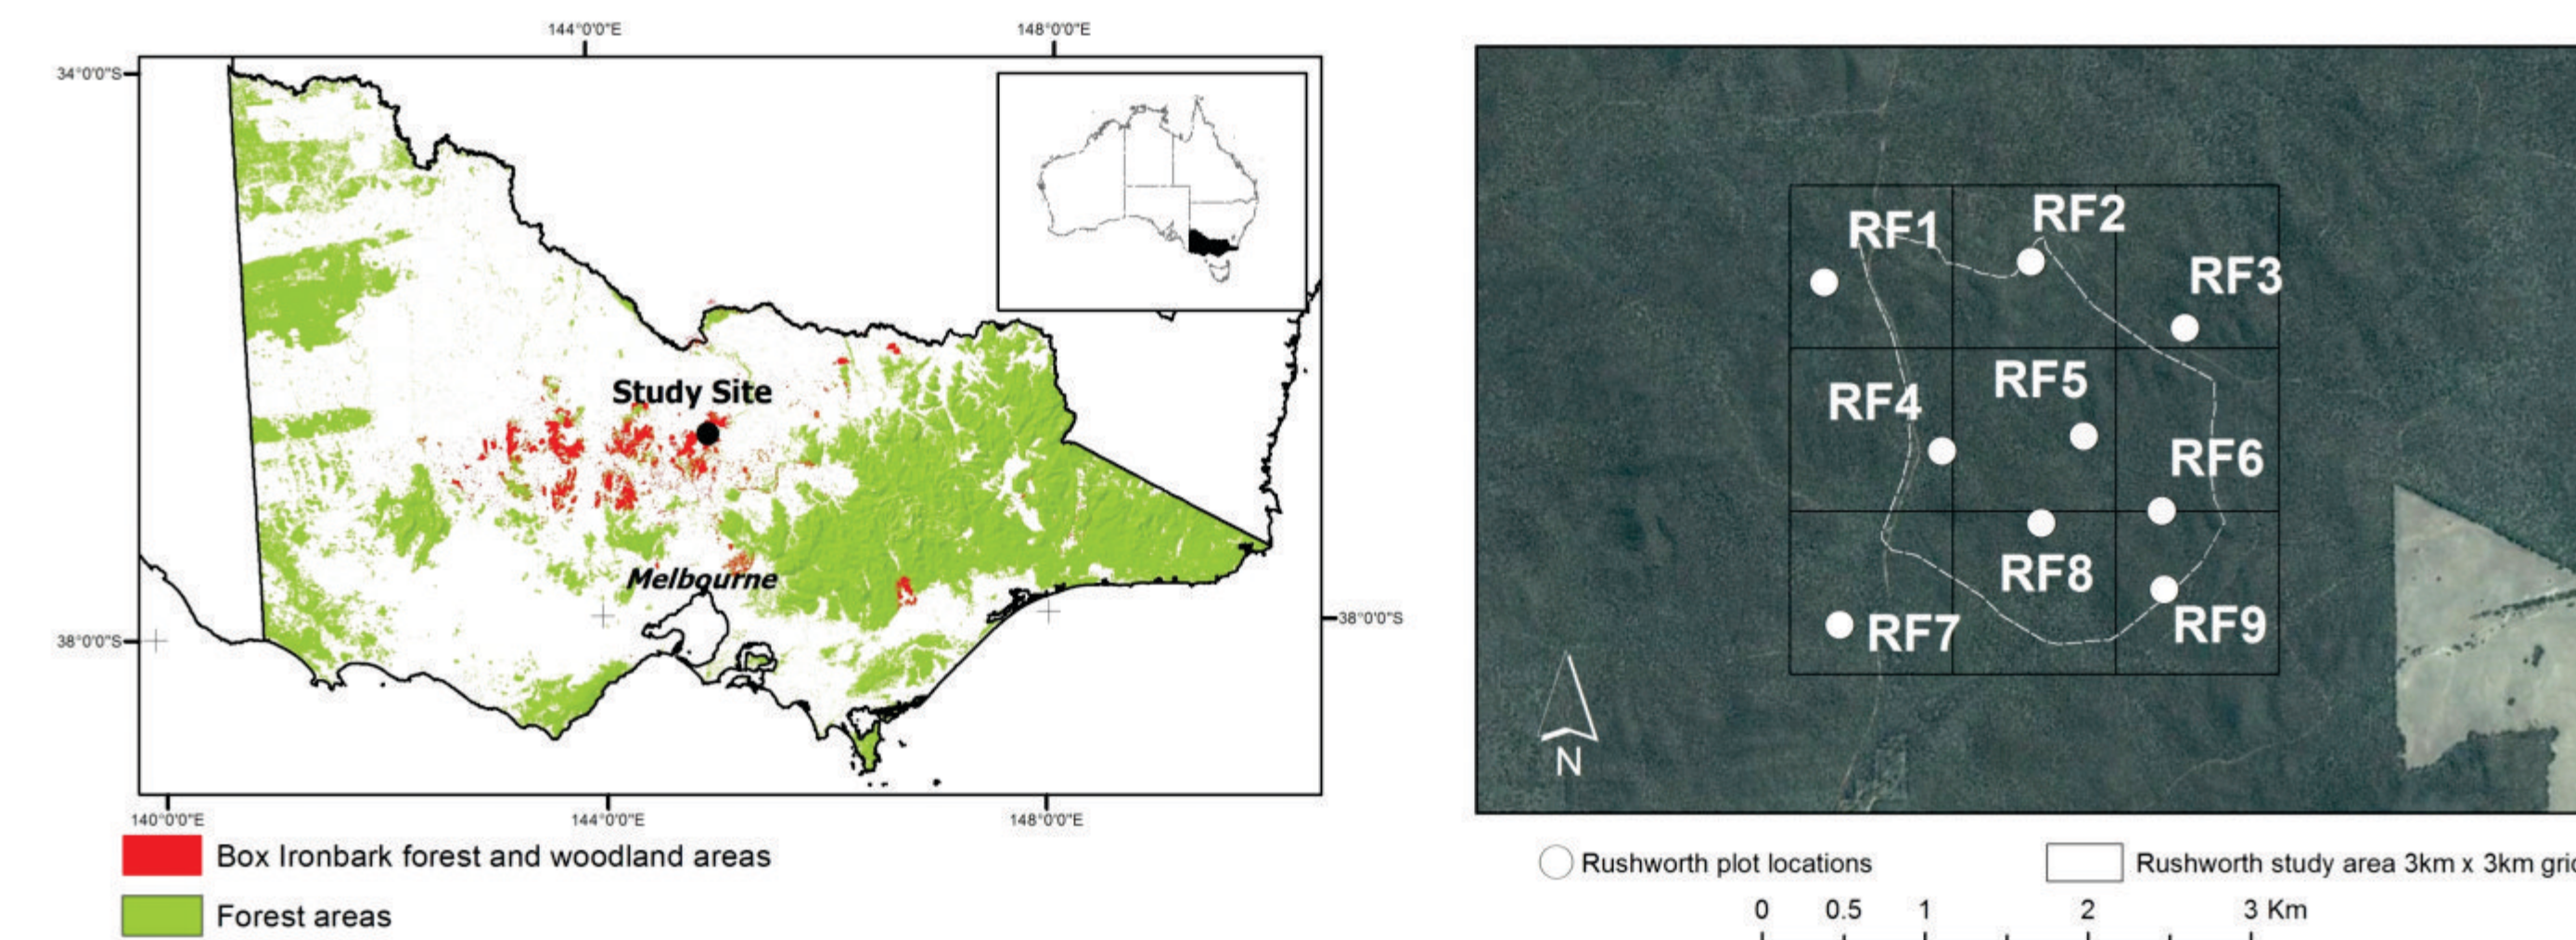 144°0'0"E 148°0'0"E
34°0'0"S
Study Site
Melbourne
38°0'0"S 38°0'0"S
140°0'0"E 144°0'0"E 148°0'0"E
Box Ironbark forest and woodland areas
Forest areas
RF1 RF2
RF3
RF4 RF5
RF6
RF8
RF7 RF9
N
Rushworth plot locations Rushworth study area 3km x 3km
0 0.5 1 2 3 Km